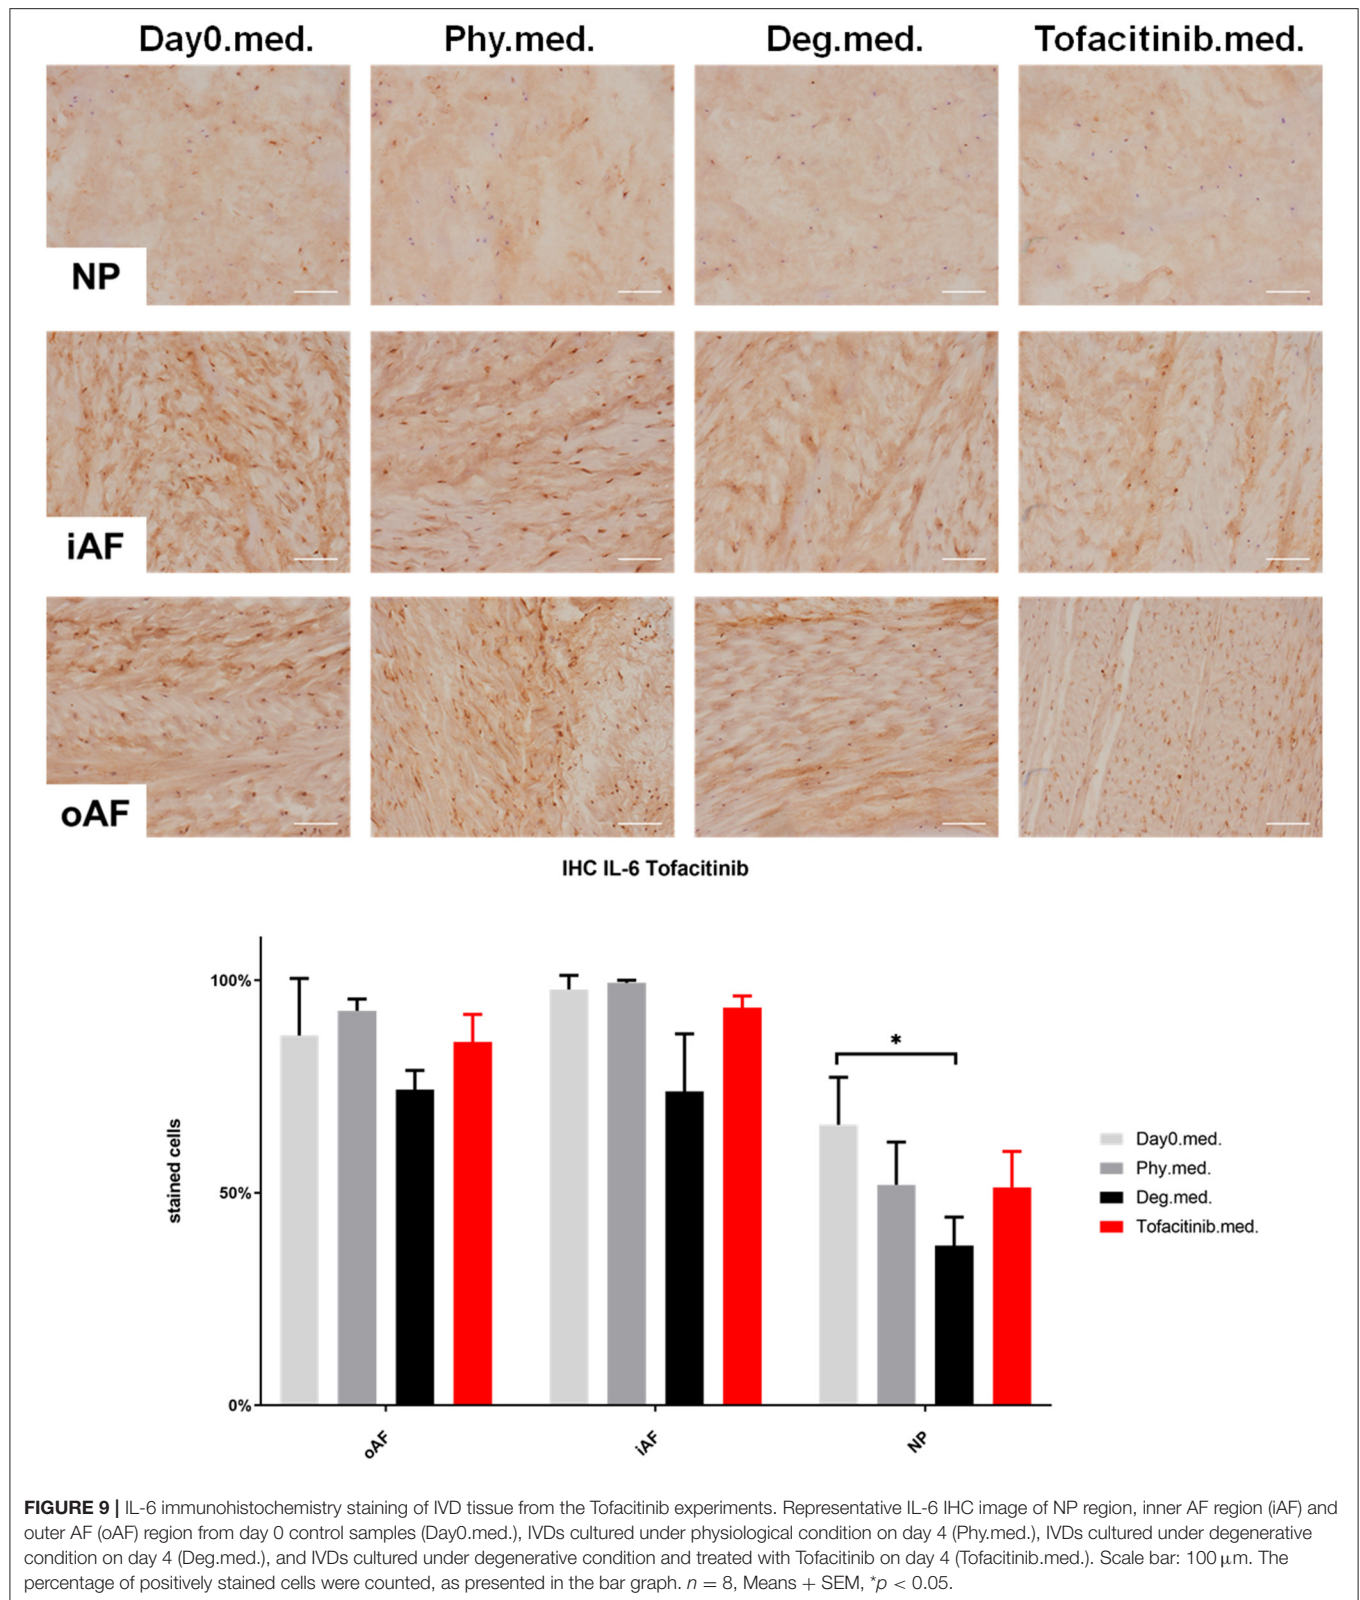 Day0.med. Phy.med. Deg.med. Tofacitinib.med.
NP
iAF
oAF
IHC IL-6 Tofacitinib
100%
50%
0%
stained cells
*
oAF
iAF
NP
Day0.med.
Phy.med.
Deg.med.
Tofacitinib.med.
FIGURE 9 | IL-6 immunohistochemistry staining of IVD tissue from the Tofacitinib experiments. Representative IL-6 IHC image of NP region, inner AF region (iAF) and
outer AF (oAF) region from day 0 control samples (Day0.med.), IVDs cultured under physiological condition on day 4 (Phy.med.), IVDs cultured under degenerative
condition on day 4 (Deg.med.), and IVDs cultured under degenerative condition and treated with Tofacitinib on day 4 (Tofacitinib.med.). Scale bar: 100 μm. The
percentage of positively stained cells were counted, as presented in the bar graph. n = 8, Means + SEM, *p < 0.05.